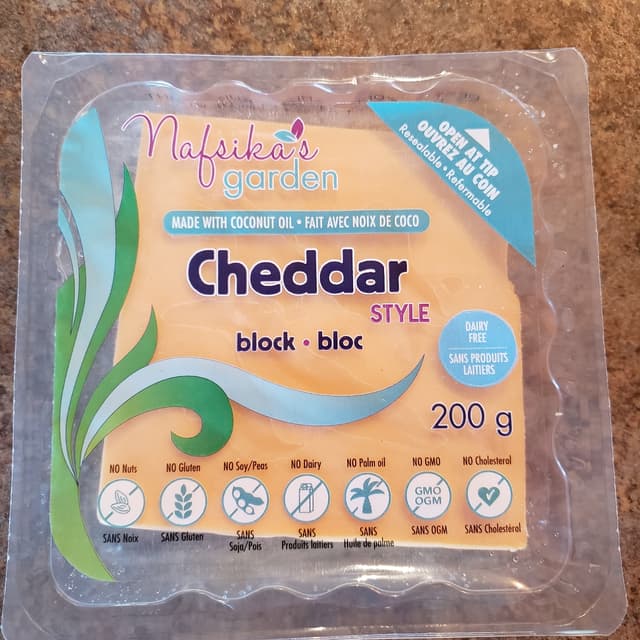 Nafsika's
garden
OPEN AT TIP
OUVREZ AU COIN
Resealable • Refermable
MADE WITH COCONUT OIL • FAIT AVEC NOIX DE COCO
Cheddar
STYLE
block • bloc
DAIRY
FREE
SANS PRODUITS
LAITIERS
200 g
NO Nuts
SANS Noix
NO Gluten
SANS Gluten
NO Soy/Peas
SANS
Soja/Pois
NO Dairy
SANS
Produits laitiers
NO Palm oil
SANS
Huile de palme
NO GMO
GMO
OGM
SANS OGM
NO Cholesterol
SANS Cholestérol